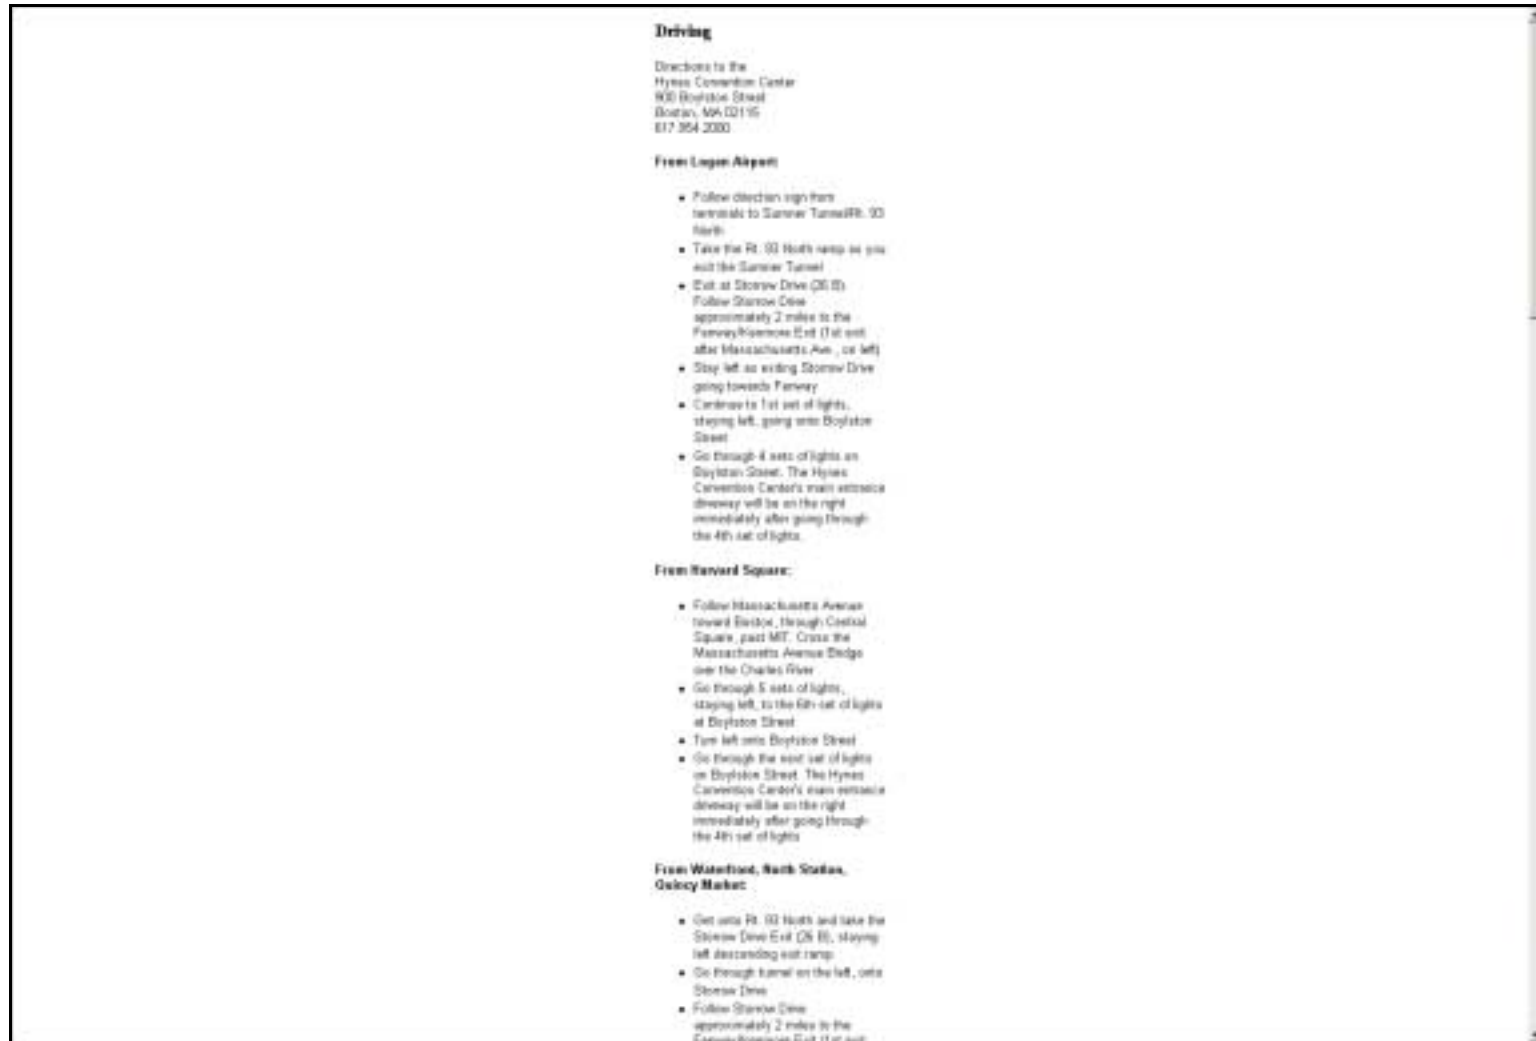 Driving
Directions to the
Hynes Convention Center
900 Boylston Street
Boston, MA 02115
617 954 2000
From Logan Airport:
• Follow direction sign from
terminals to Sumner Tunnel/Rt. 93
North
• Take the Rt. 93 North ramp as you
exit the Sumner Tunnel
• Exit at Storrow Drive (26 B).
Follow Storrow Drive
approximately 2 miles to the
Fenway/Kenmore Exit (1st exit
after Massachusetts Ave., on left)
• Stay left as exiting Storrow Drive
going towards Fenway
• Continue to 1st set of lights,
staying left, going onto Boylston
Street
• Go through 4 sets of lights on
Boylston Street. The Hynes
Convention Center's main entrance
driveway will be on the right
immediately after going through
the 4th set of lights.
From Harvard Square:
• Follow Massachusetts Avenue
toward Boston, through Central
Square, past MIT. Cross the
Massachusetts Avenue Bridge
over the Charles River
• Go through 5 sets of lights,
staying left, to the 6th set of lights
at Boylston Street
• Turn left onto Boylston Street
• Go through the next set of lights
on Boylston Street. The Hynes
Convention Center's main entrance
driveway will be on the right
immediately after going through
the 4th set of lights
From Waterfront, North Station,
Quincy Market:
• Get onto Rt. 93 North and take the
Storrow Drive Exit (26 B), staying
left descending exit ramp
• Go through tunnel on the left, onto
Storrow Drive
• Follow Storrow Drive
approximately 2 miles to the
Fenway/Kenmore Exit (1st exit